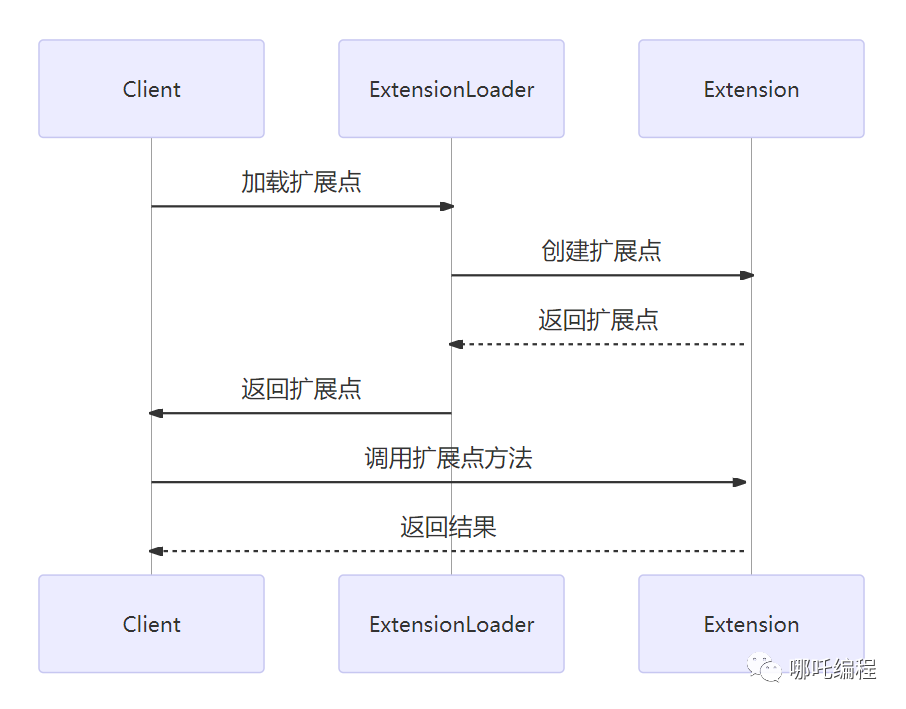 Client
ExtensionLoader
Extension
加载扩展点
创建扩展点
返回扩展点
返回扩展点
调用扩展点方法
返回结果
Client
ExtensionLoader
Extension
哪吒编程